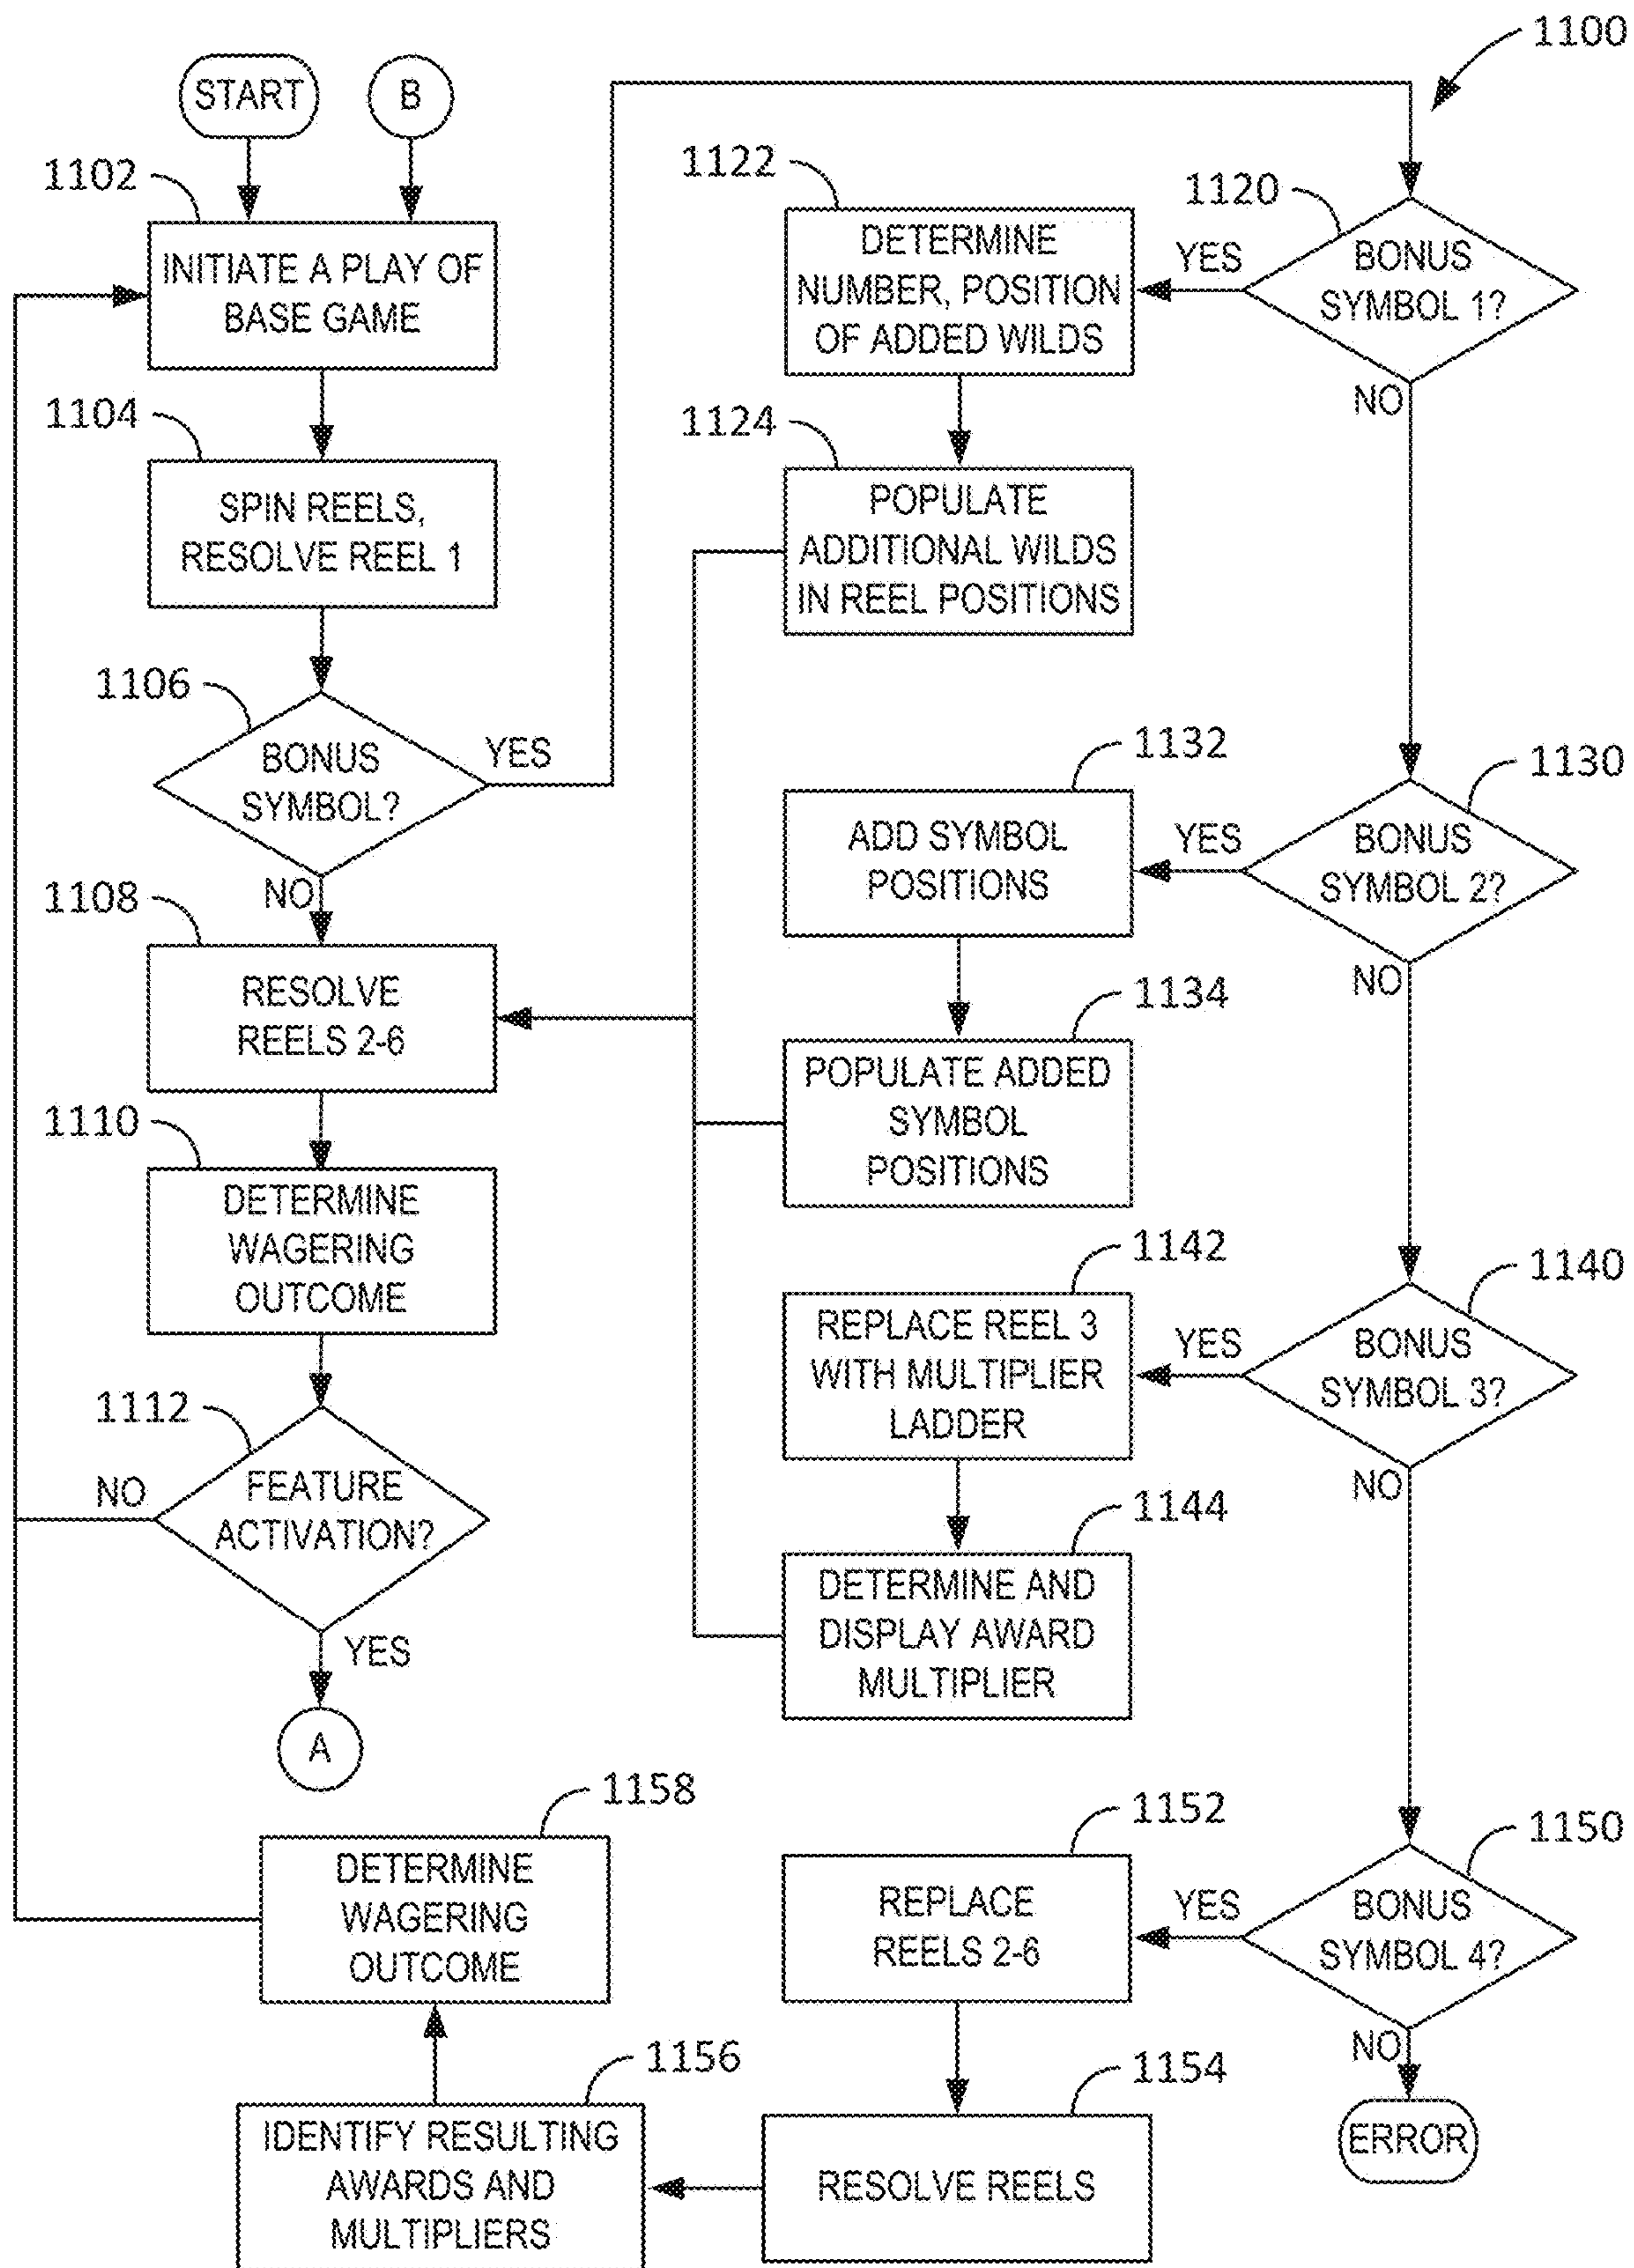 1100
START
B
1102
INITIATE A PLAY OF
BASE GAME
1104
SPIN REELS,
RESOLVE REEL 1
1106
BONUS
SYMBOL?
YES
NO
1108
RESOLVE
REELS 2-6
1110
DETERMINE
WAGERING
OUTCOME
1112
FEATURE
ACTIVATION?
NO
YES
A
1120
BONUS
SYMBOL 1?
YES
NO
1122
DETERMINE
NUMBER, POSITION
OF ADDED WILDS
1124
POPULATE
ADDITIONAL WILDS
IN REEL POSITIONS
1130
BONUS
SYMBOL 2?
YES
NO
1132
ADD SYMBOL
POSITIONS
1134
POPULATE ADDED
SYMBOL
POSITIONS
1140
BONUS
SYMBOL 3?
YES
NO
1142
REPLACE REEL 3
WITH MULTIPLIER
LADDER
1144
DETERMINE AND
DISPLAY AWARD
MULTIPLIER
1150
BONUS
SYMBOL 4?
YES
NO
ERROR
1152
REPLACE
REELS 2-6
1154
RESOLVE REELS
1156
IDENTIFY RESULTING
AWARDS AND
MULTIPLIERS
1158
DETERMINE
WAGERING
OUTCOME